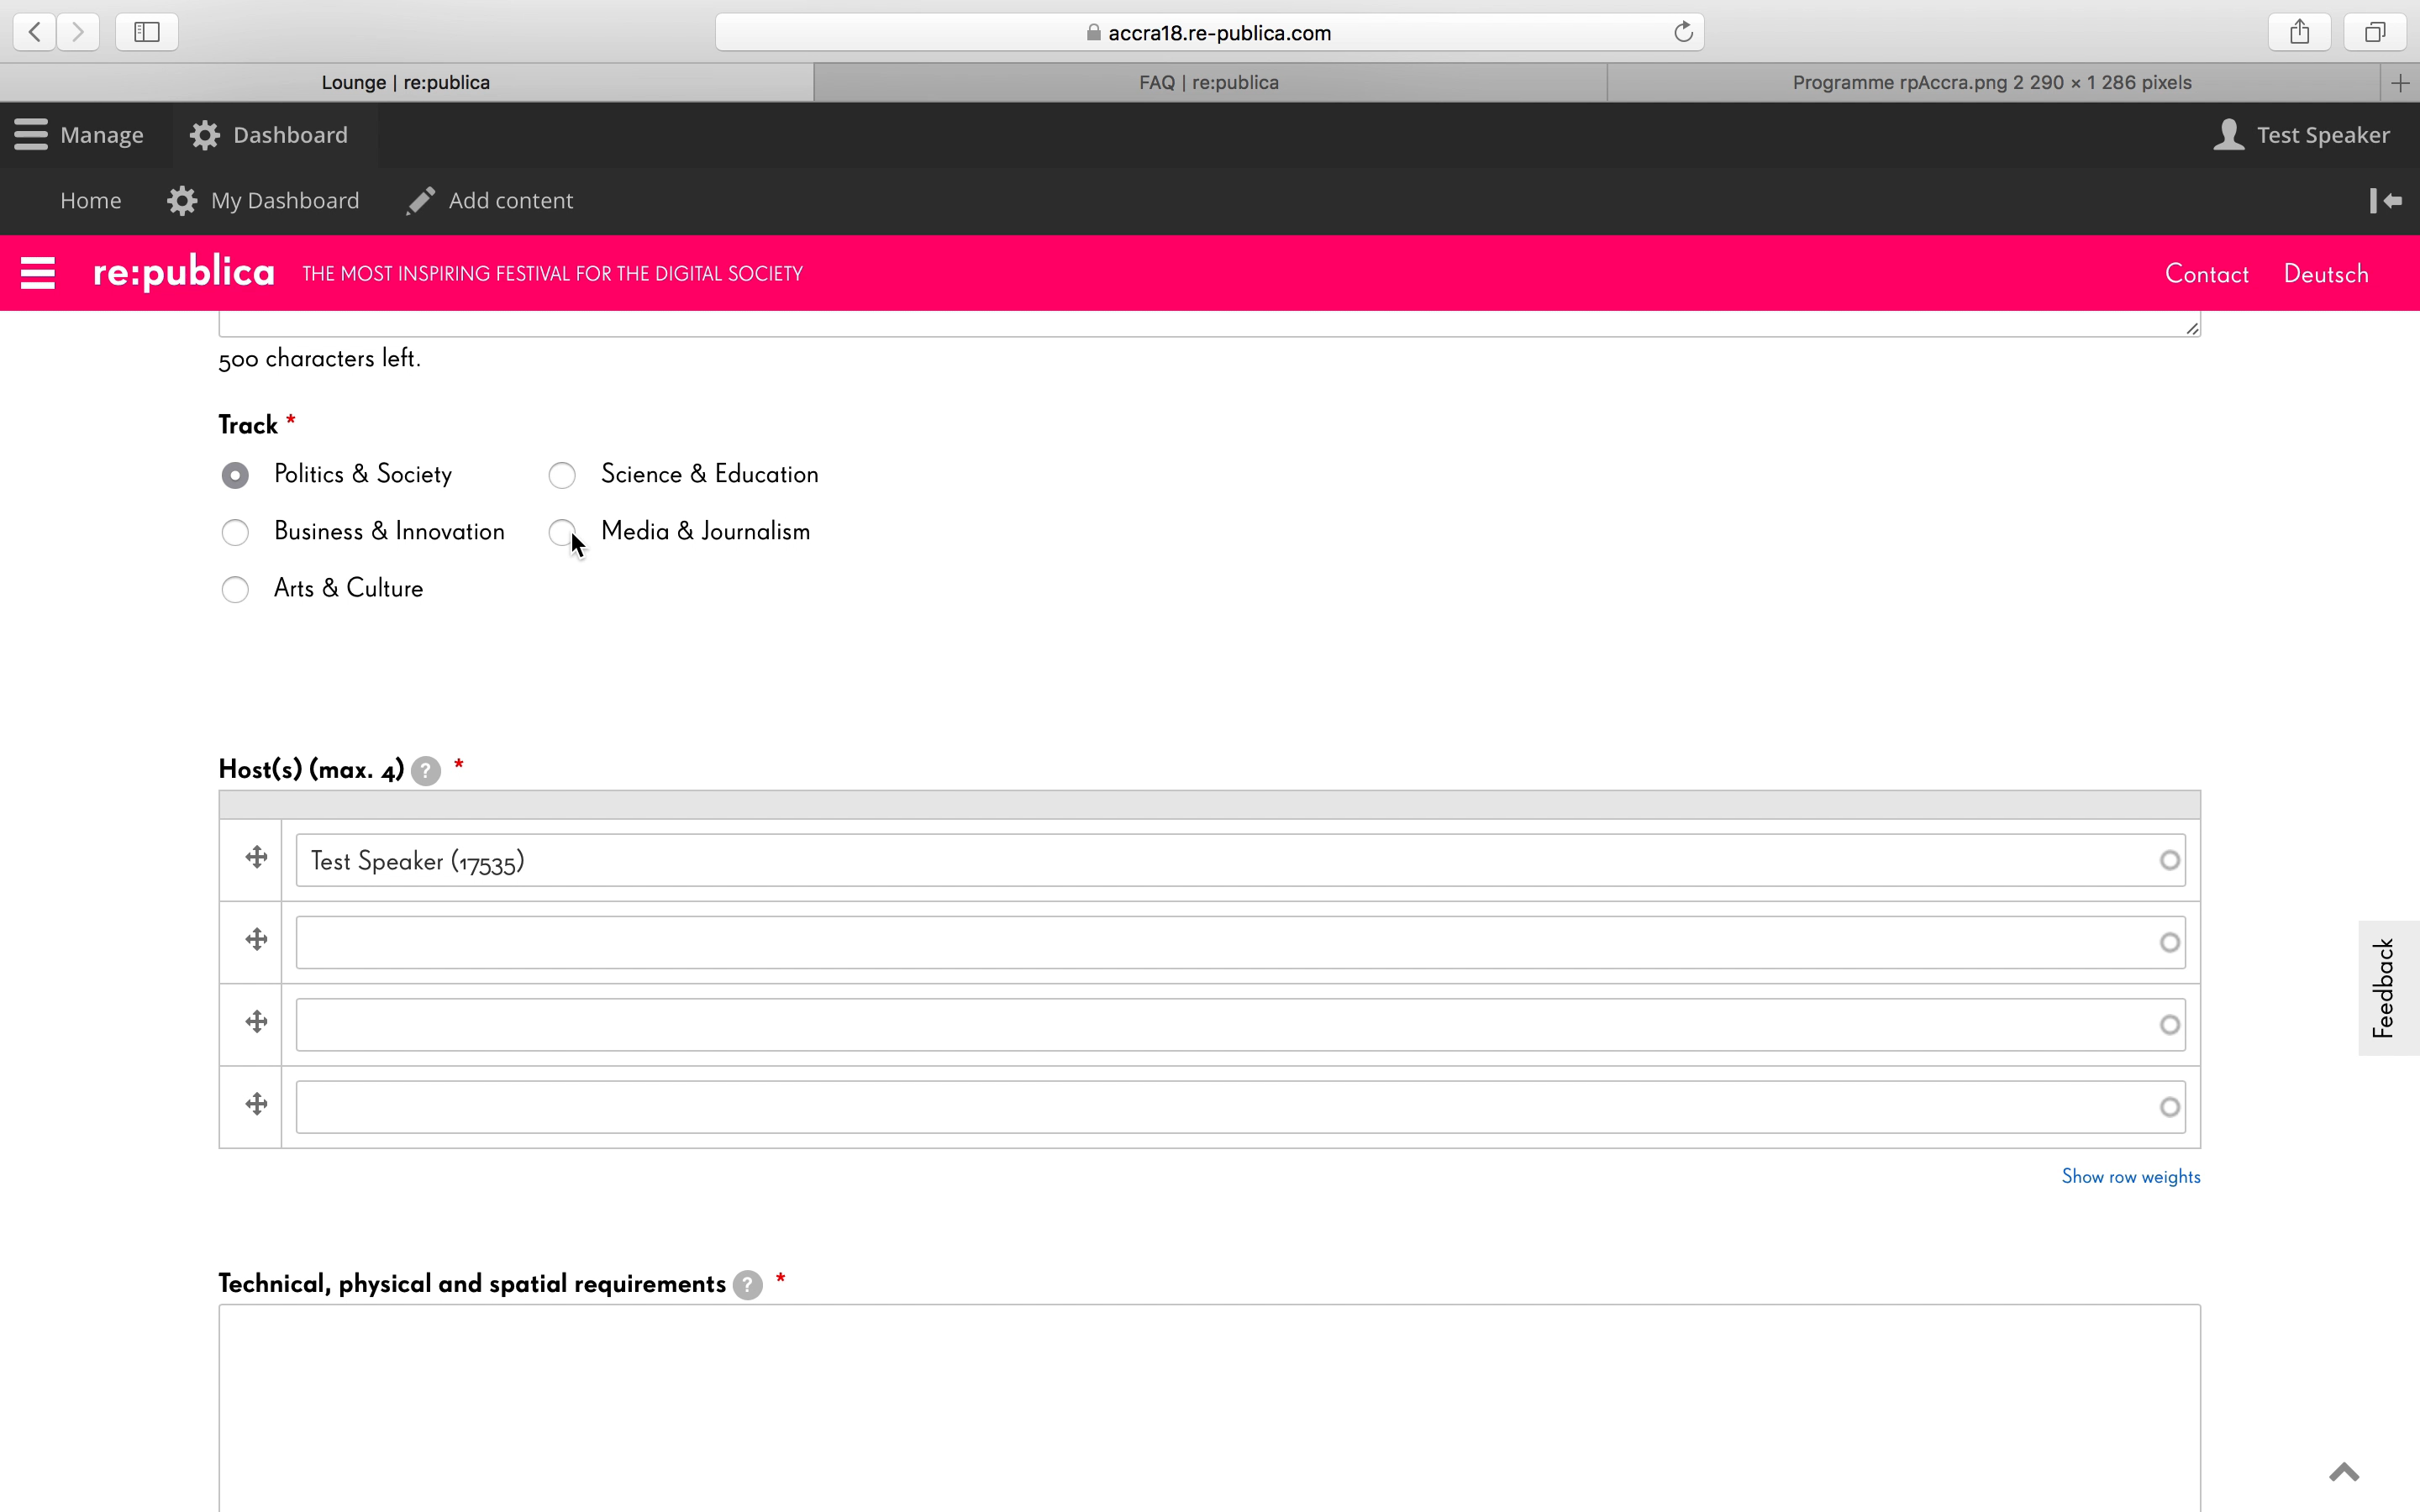 accra18.re-publica.com
Lounge | re:publica
FAQ | re:publica
Programme rpAccra.png 2 290 × 1 286 pixels
Manage
Dashboard
Test Speaker
Home
My Dashboard
Add content
re:publica
THE MOST INSPIRING FESTIVAL FOR THE DIGITAL SOCIETY
Contact
Deutsch
500 characters left.
Track *
Politics & Society
Science & Education
Business & Innovation
Media & Journalism
Arts & Culture
Host(s) (max. 4) ? *
Test Speaker (17535)
Feedback
Show row weights
Technical, physical and spatial requirements ? *